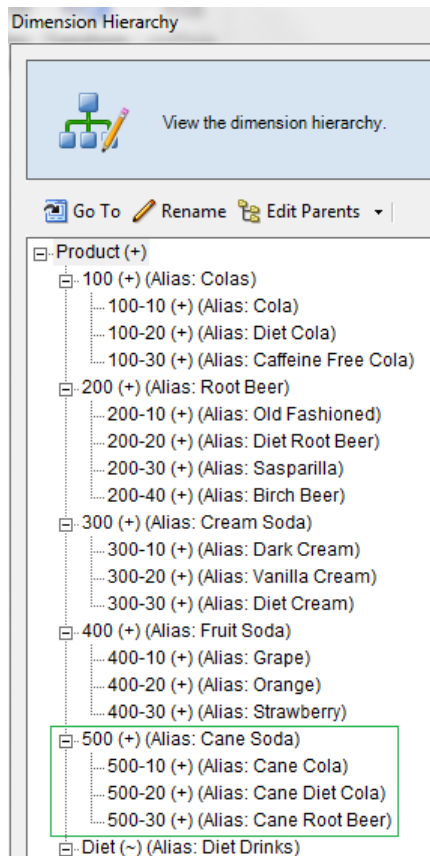 Dimension Hierarchy
View the dimension hierarchy.
Go To Rename Edit Parents
Product (+)
100 (+) (Alias: Colas)
100-10 (+) (Alias: Cola)
100-20 (+) (Alias: Diet Cola)
100-30 (+) (Alias: Caffeine Free Cola)
200 (+) (Alias: Root Beer)
200-10 (+) (Alias: Old Fashioned)
200-20 (+) (Alias: Diet Root Beer)
200-30 (+) (Alias: Sasparilla)
200-40 (+) (Alias: Birch Beer)
300 (+) (Alias: Cream Soda)
300-10 (+) (Alias: Dark Cream)
300-20 (+) (Alias: Vanilla Cream)
300-30 (+) (Alias: Diet Cream)
400 (+) (Alias: Fruit Soda)
400-10 (+) (Alias: Grape)
400-20 (+) (Alias: Orange)
400-30 (+) (Alias: Strawberry)
500 (+) (Alias: Cane Soda)
500-10 (+) (Alias: Cane Cola)
500-20 (+) (Alias: Cane Diet Cola)
500-30 (+) (Alias: Cane Root Beer)
Diet (~) (Alias: Diet Drinks)